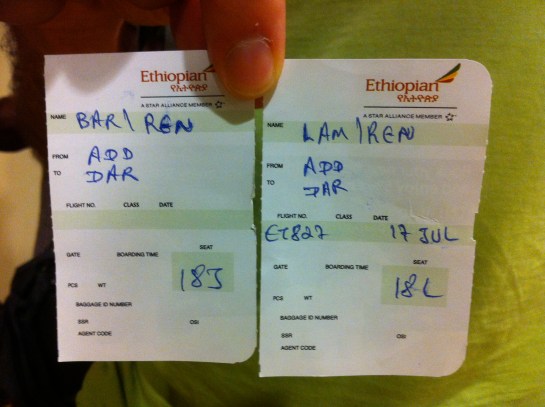 Ethiopian
የኢትዮጵያ
A STAR ALLIANCE MEMBER
NAME BAR/REN
FROM ADD
TO DAR
FLIGHT NO. CLASS DATE
GATE BOARDING TIME SEAT
18J
PCS WT
BAGGAGE ID NUMBER
SSR OSI
AGENT CODE
Ethiopian
የኢትዮጵያ
A STAR ALLIANCE MEMBER
NAME LAM/REN
FROM ADD
TO DAR
FLIGHT NO. CLASS DATE
ET827 17 JUL
GATE BOARDING TIME SEAT
18L
PCS WT
BAGGAGE ID NUMBER
SSR OSI
AGENT CODE